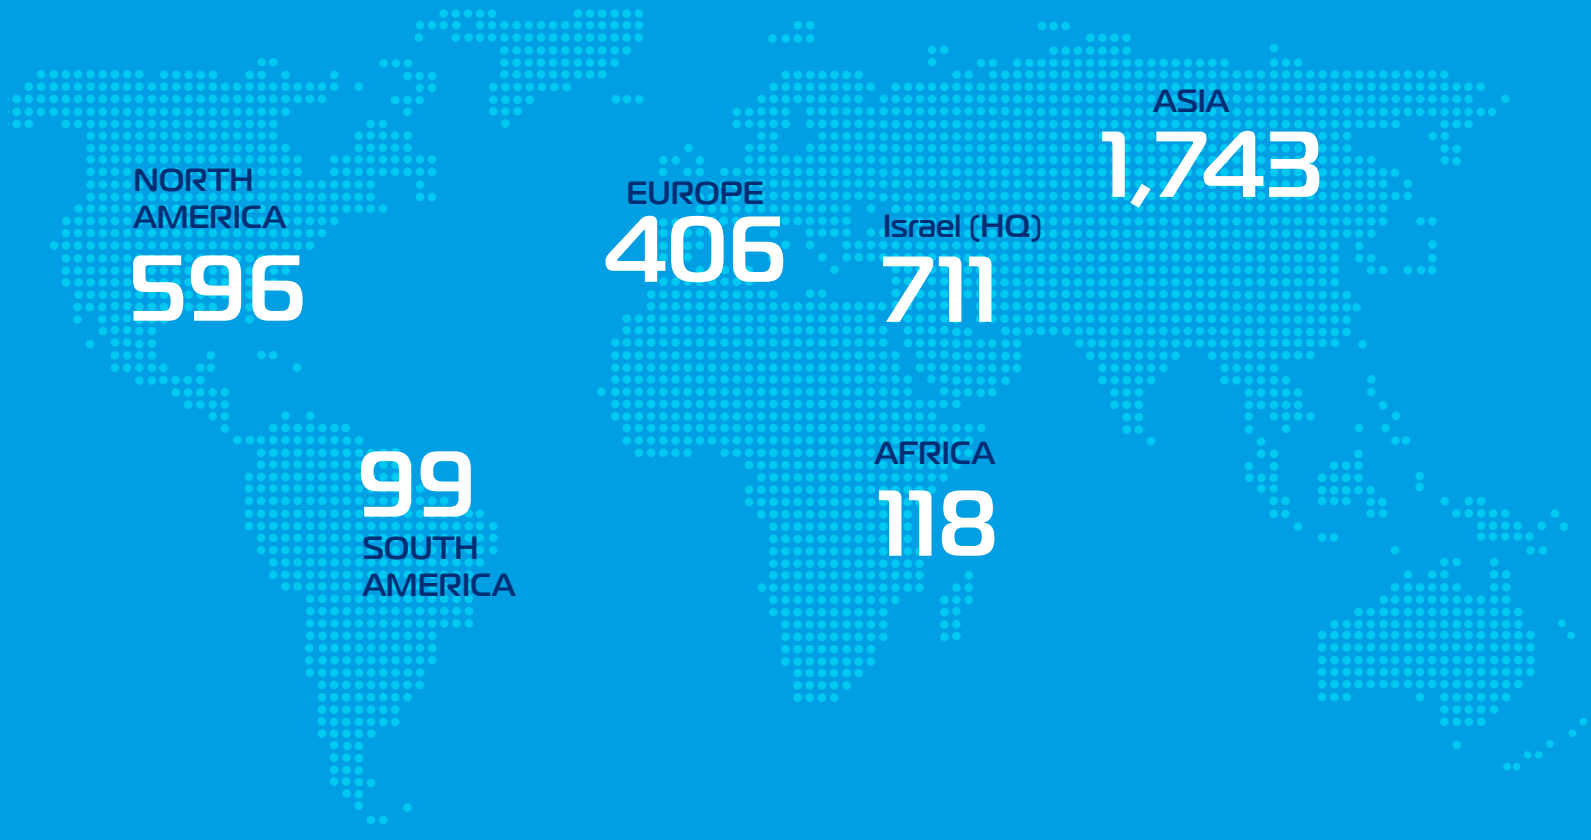 NORTH
AMERICA
596
EUROPE
406
Israel (HQ)
711
ASIA
1,743
99
SOUTH
AMERICA
AFRICA
118